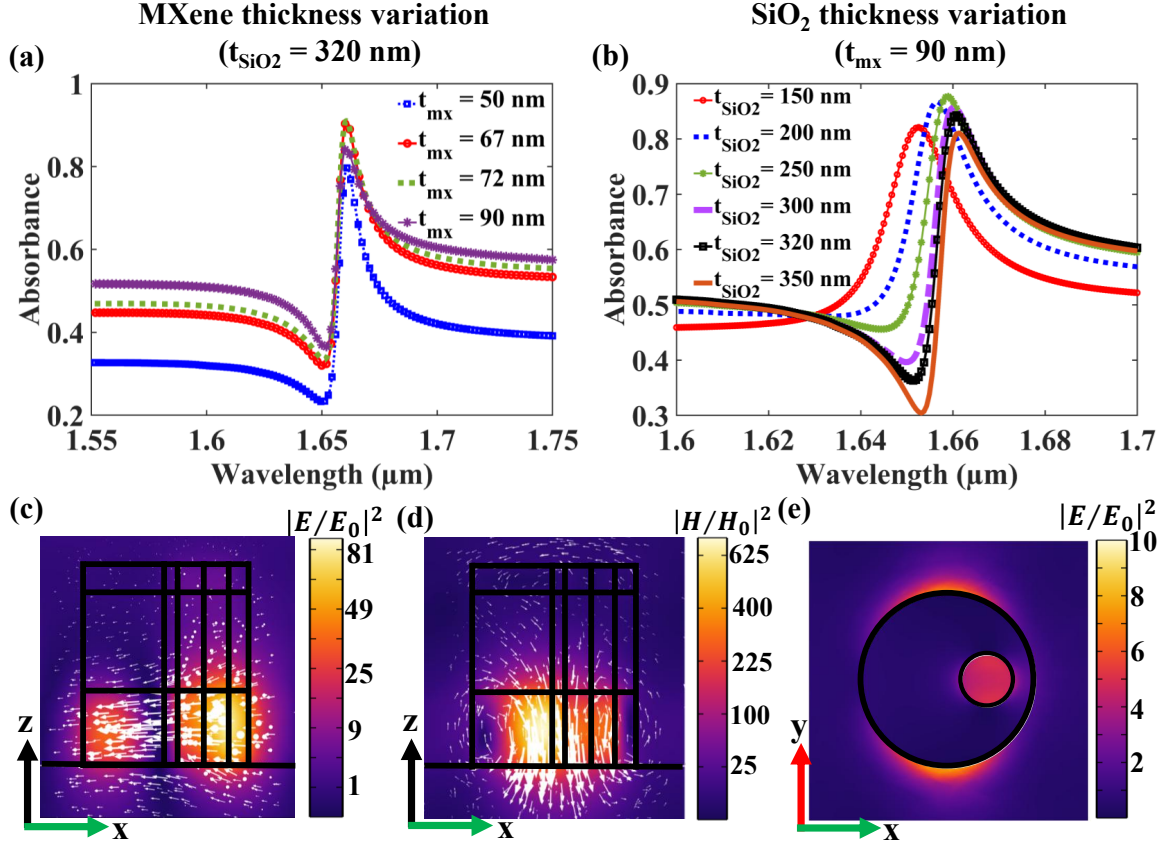 MXene thickness variation
(t_SiO2 = 320 nm)
SiO₂ thickness variation
(t_mx = 90 nm)
(a)
1
0.8
0.6
0.4
0.2
Absorbance
t_mx = 50 nm
t_mx = 67 nm
t_mx = 72 nm
t_mx = 90 nm
1.55
1.6
1.65
1.7
1.75
Wavelength (µm)
(b)
0.9
0.8
0.7
0.6
0.5
0.4
0.3
Absorbance
t_SiO2 = 150 nm
t_SiO2 = 200 nm
t_SiO2 = 250 nm
t_SiO2 = 300 nm
t_SiO2 = 320 nm
t_SiO2 = 350 nm
1.6
1.62
1.64
1.66
1.68
1.7
Wavelength (µm)
(c)
|E/E₀|²
81
49
25
9
1
z
x
(d)
|H/H₀|²
625
400
225
100
25
z
x
(e)
|E/E₀|²
10
8
6
4
2
y
x